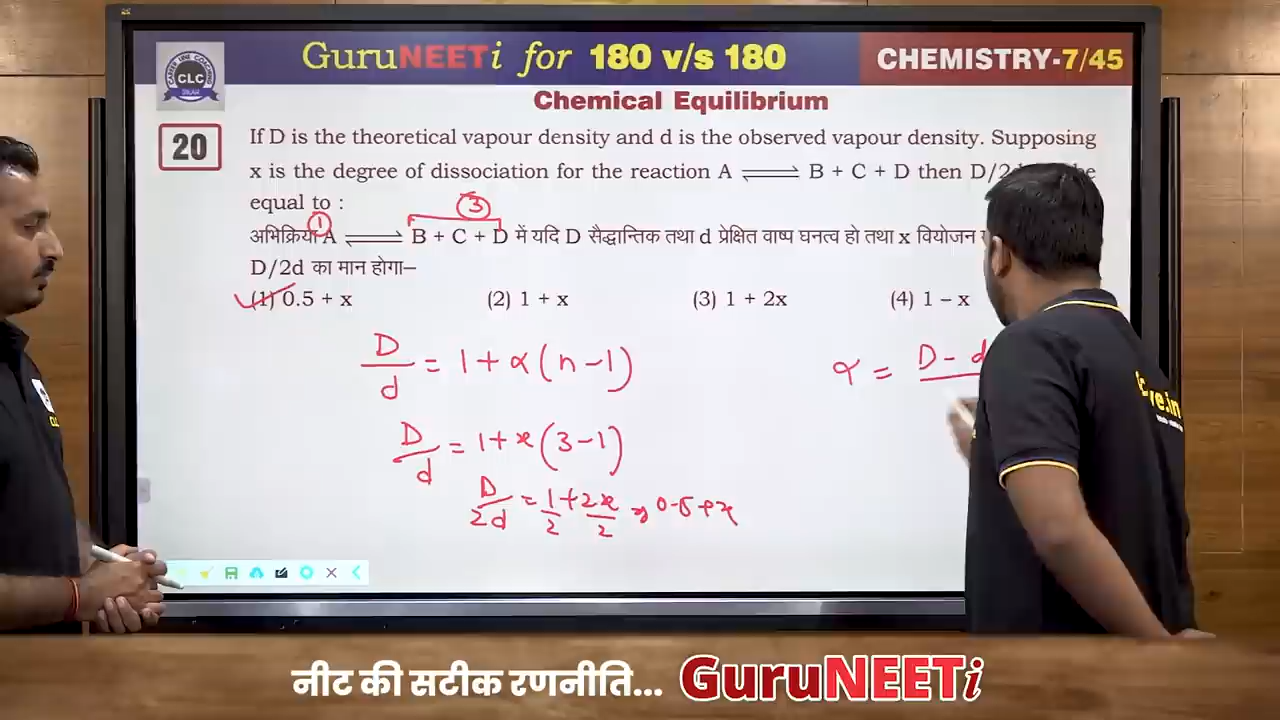 GuruNEETi for 180 v/s 180
CHEMISTRY-7/45
CLC
Chemical Equilibrium
20
If D is the theoretical vapour density and d is the observed vapour density. Supposing
x is the degree of dissociation for the reaction A ⇌ B + C + D then D/2
equal to :
① ③
अभिक्रिया A ⇌ B + C + D में यदि D सैद्धान्तिक तथा d प्रेक्षित वाष्प घनत्व हो तथा x वियोजन
D/2d का मान होगा–
(1) 0.5 + x (2) 1 + x (3) 1 + 2x (4) 1 – x
D/d = 1 + α (n – 1)
α = D – d
D/d = 1 + x (3 – 1)
D/2d = 1/2 + 2x/2 ⇒ 0.5 + x
नीट की सटीक रणनीति... GuruNEETi